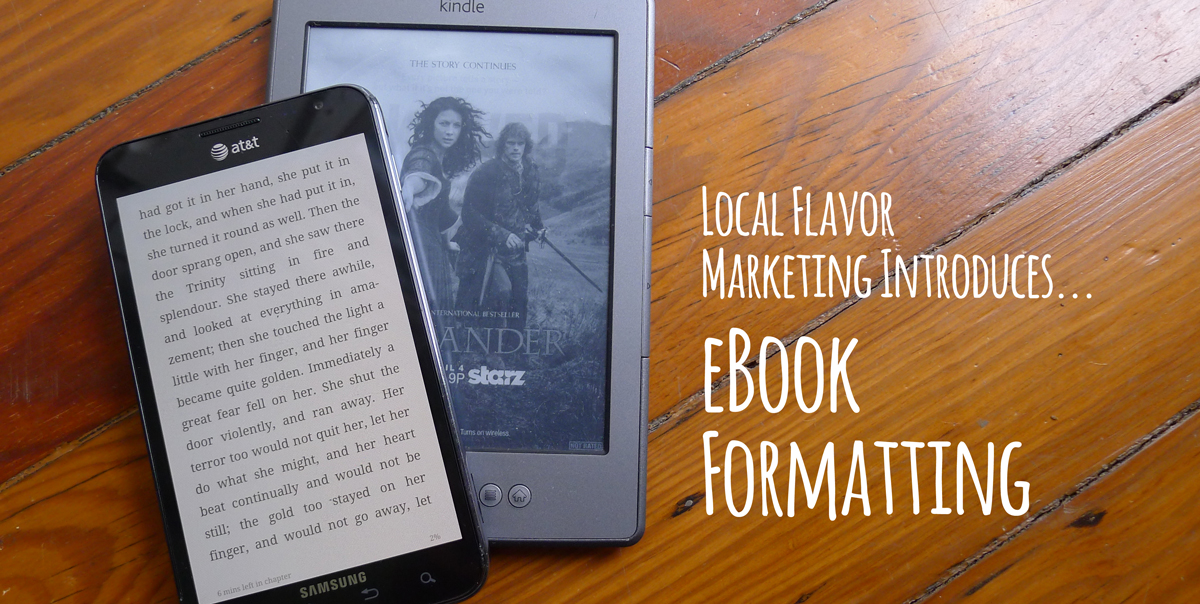 kindle
THE STORY CONTINUES
INTERNATIONAL BESTSELLER
ANDER
IL 4
9P starz
Turns on wireless
NOT RATED
at&t
had got it in her hand, she put it in
the lock, and when she had put it in,
she turned it round as well. Then the
door sprang open, and she saw there
the Trinity sitting in fire and
splendour. She stayed there awhile,
and looked at everything in ama-
zement; then she touched the light a
little with her finger, and her finger
became quite golden. Immediately a
great fear fell on her. She shut the
door violently, and ran away. Her
terror too would not quit her, let her
do what she might, and her heart
beat continually and would not be
still; the gold too stayed on her
finger, and would not go away, let
6 mins left in chapter
2%
SAMSUNG
LOCAL FLAVOR
MARKETING INTRODUCES...
eBOOK
FORMATTING